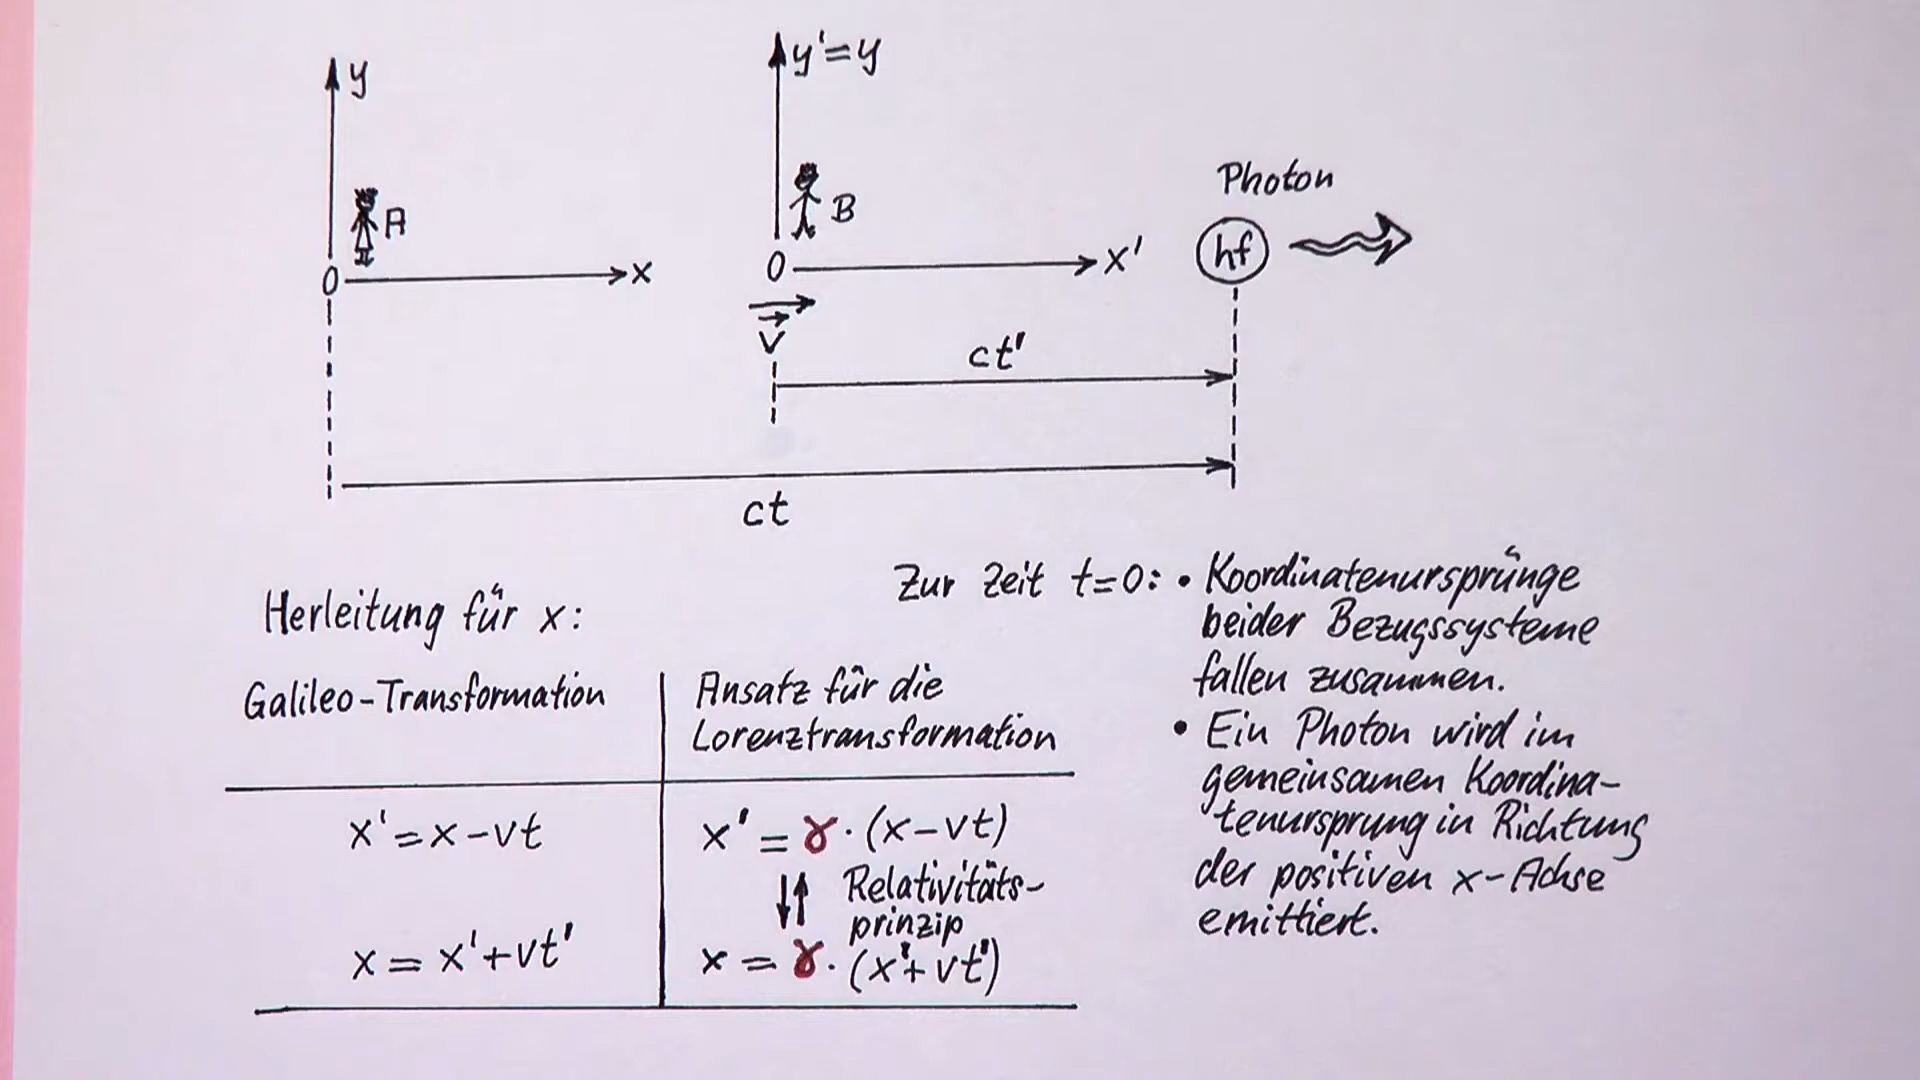 y
y'=y
A
B
Photon
hf
0
x
0
x'
v
ct'
ct
Zur Zeit t=0: • Koordinatenursprünge
beider Bezugssysteme
fallen zusammen.
• Ein Photon wird im
gemeinsamen Koordina-
tenursprung in Richtung
der positiven x-Achse
emittiert.
Herleitung für x:
Galileo-Transformation
Ansatz für die
Lorenztransformation
x'=x-vt
x' = γ·(x-vt)
Relativitäts-
prinzip
x=x'+vt'
x = γ·(x'+vt')